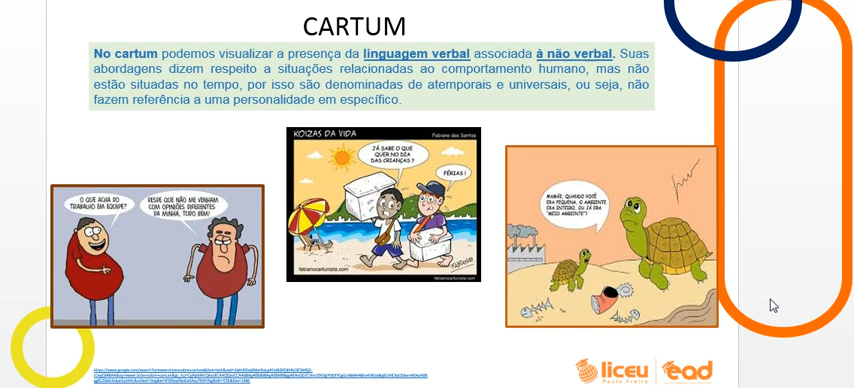 CARTUM
No cartum podemos visualizar a presença da linguagem verbal associada à não verbal. Suas
abordagens dizem respeito a situações relacionadas ao comportamento humano, mas não
estão situadas no tempo, por isso são denominadas de atemporais e universais, ou seja, não
fazem referência a uma personalidade em específico.
O QUE ACHA DO
TRABALHO EM EQUIPE?
DESDE QUE NÃO ME VENHAM
COM OPINIÕES DIFERENTES
DA MINHA, TUDO BEM!
KOIZAS DA VIDA
Fabiano dos Santos
JÁ SABE O QUE
QUER NO DIA
DAS CRIANÇAS?
FÉRIAS!
fabianocartunista.com
fabianocartunista.com
MAMÃE, QUANDO VOCÊ
ERA PEQUENA, O AMBIENTE
ERA INTEIRO, OU JÁ ERA
"MEIO AMBIENTE"?
liceu
Paulo Freire
ead